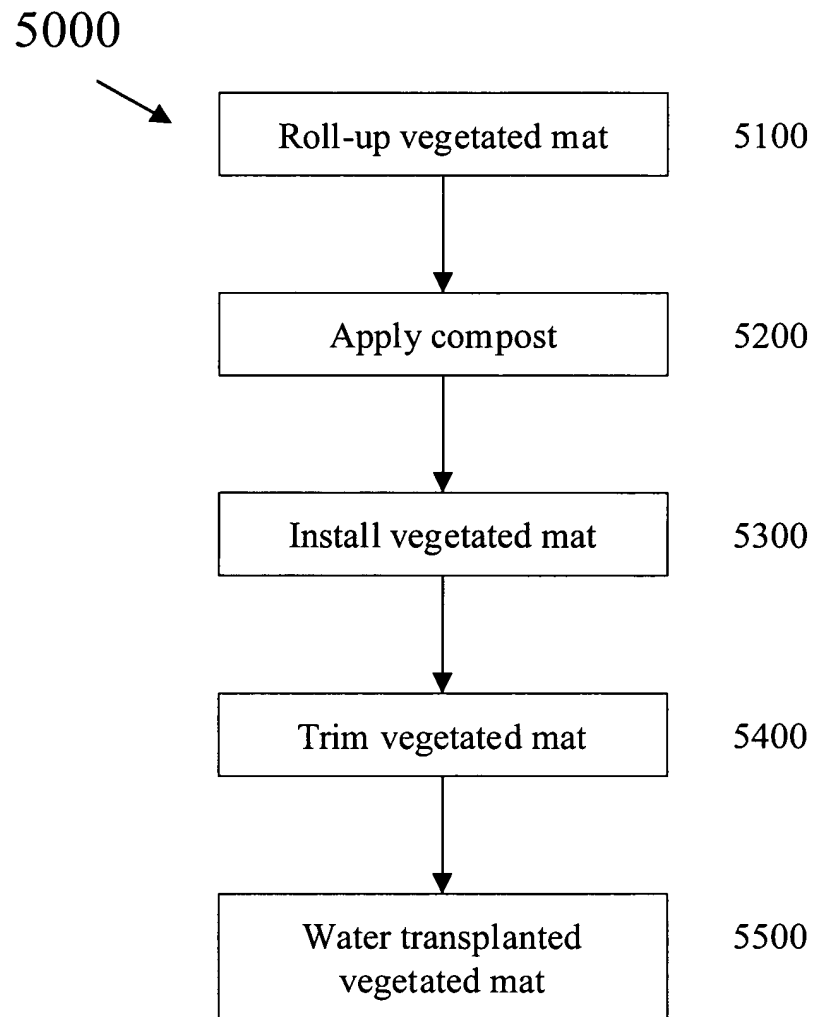 5000
Roll-up vegetated mat 5100
Apply compost 5200
Install vegetated mat 5300
Trim vegetated mat 5400
Water transplanted 5500
vegetated mat